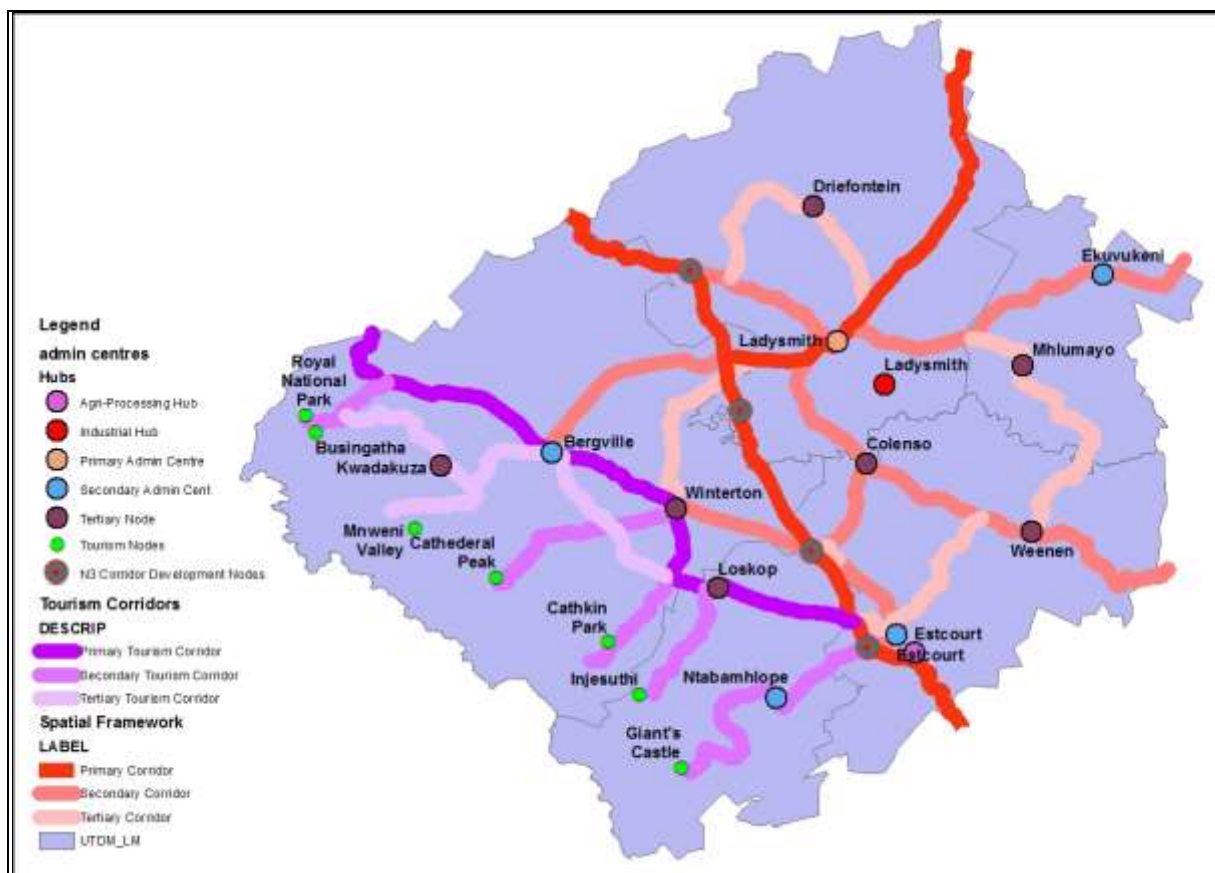 Driefontein
Ekuvukeni
Ladysmith
Ladysmith
Mhlumayo
Colenso
Weenen
Bergville
Winterton
Loskop
Estcourt
Estcourt
Ntabamhlope
Royal
National
Park
Busingatha
Kwadakuza
Mnweni
Valley
Cathederal
Peak
Cathkin
Park
Injesuthi
Giant's
Castle
Legend
admin centres
Hubs
Agri-Processing Hub
Industrial Hub
Primary Admin Centre
Secondary Admin Cent
Tertiary Node
Tourism Nodes
N3 Corridor Development Nodes
Tourism Corridors
DESCRIP
Primary Tourism Corridor
Secondary Tourism Corridor
Tertiary Tourism Corridor
Spatial Framework
LABEL
Primary Corridor
Secondary Corridor
Tertiary Corridor
UTDM_LM